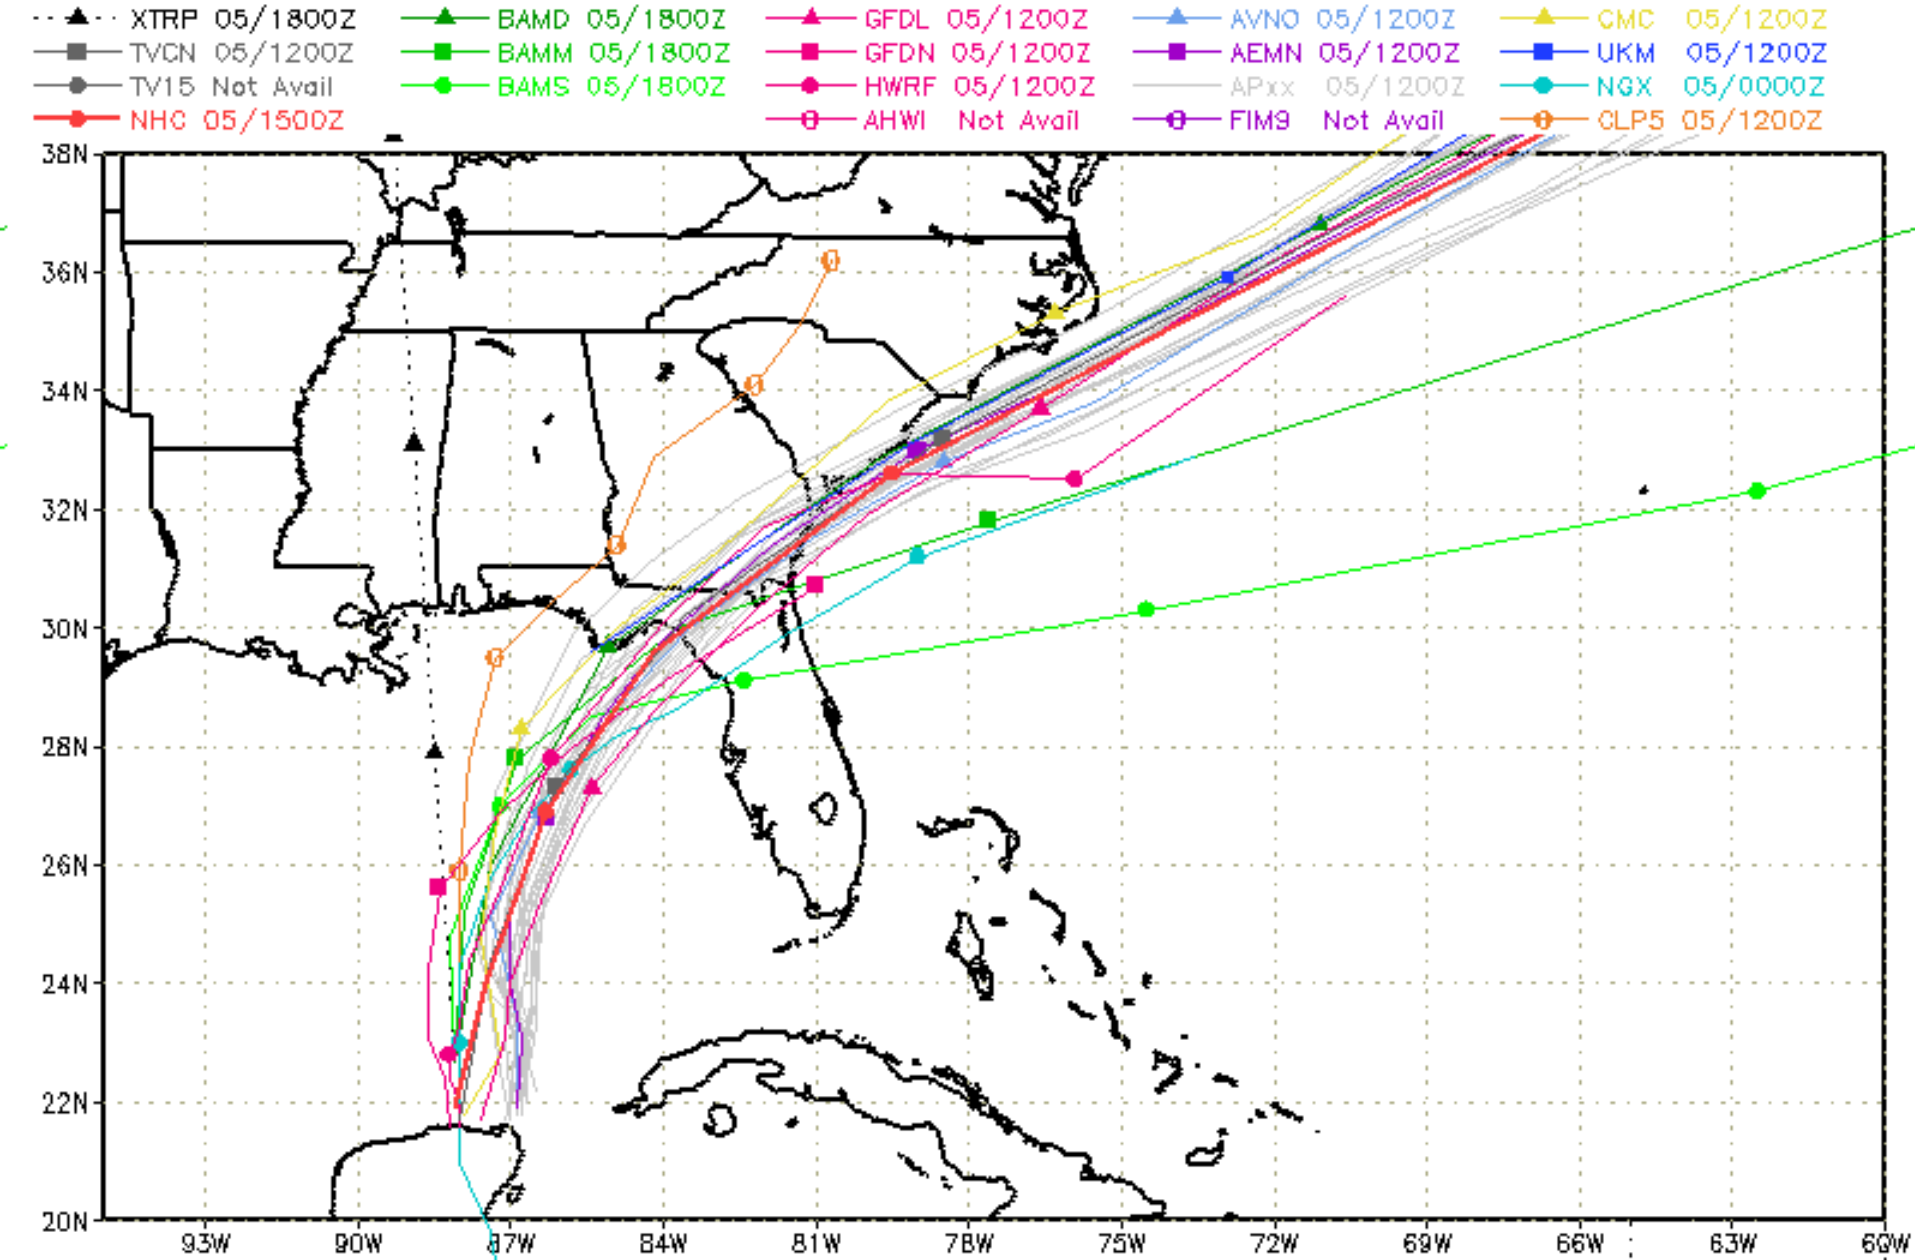 XTRP 05/1800Z BAMD 05/1800Z GFDL 05/1200Z AVNO 05/1200Z CMC 05/1200Z
TVCN 05/1200Z BAMM 05/1800Z GFDN 05/1200Z AEMN 05/1200Z UKM 05/1200Z
TV15 Not Avail BAMS 05/1800Z HWRF 05/1200Z APxx 05/1200Z NGX 05/0000Z
NHC 05/1500Z AHWI Not Avail FIM9 Not Avail CLP5 05/1200Z
38N
36N
34N
32N
30N
28N
26N
24N
22N
20N
93W 90W 87W 84W 81W 78W 75W 72W 69W 66W 63W 60W